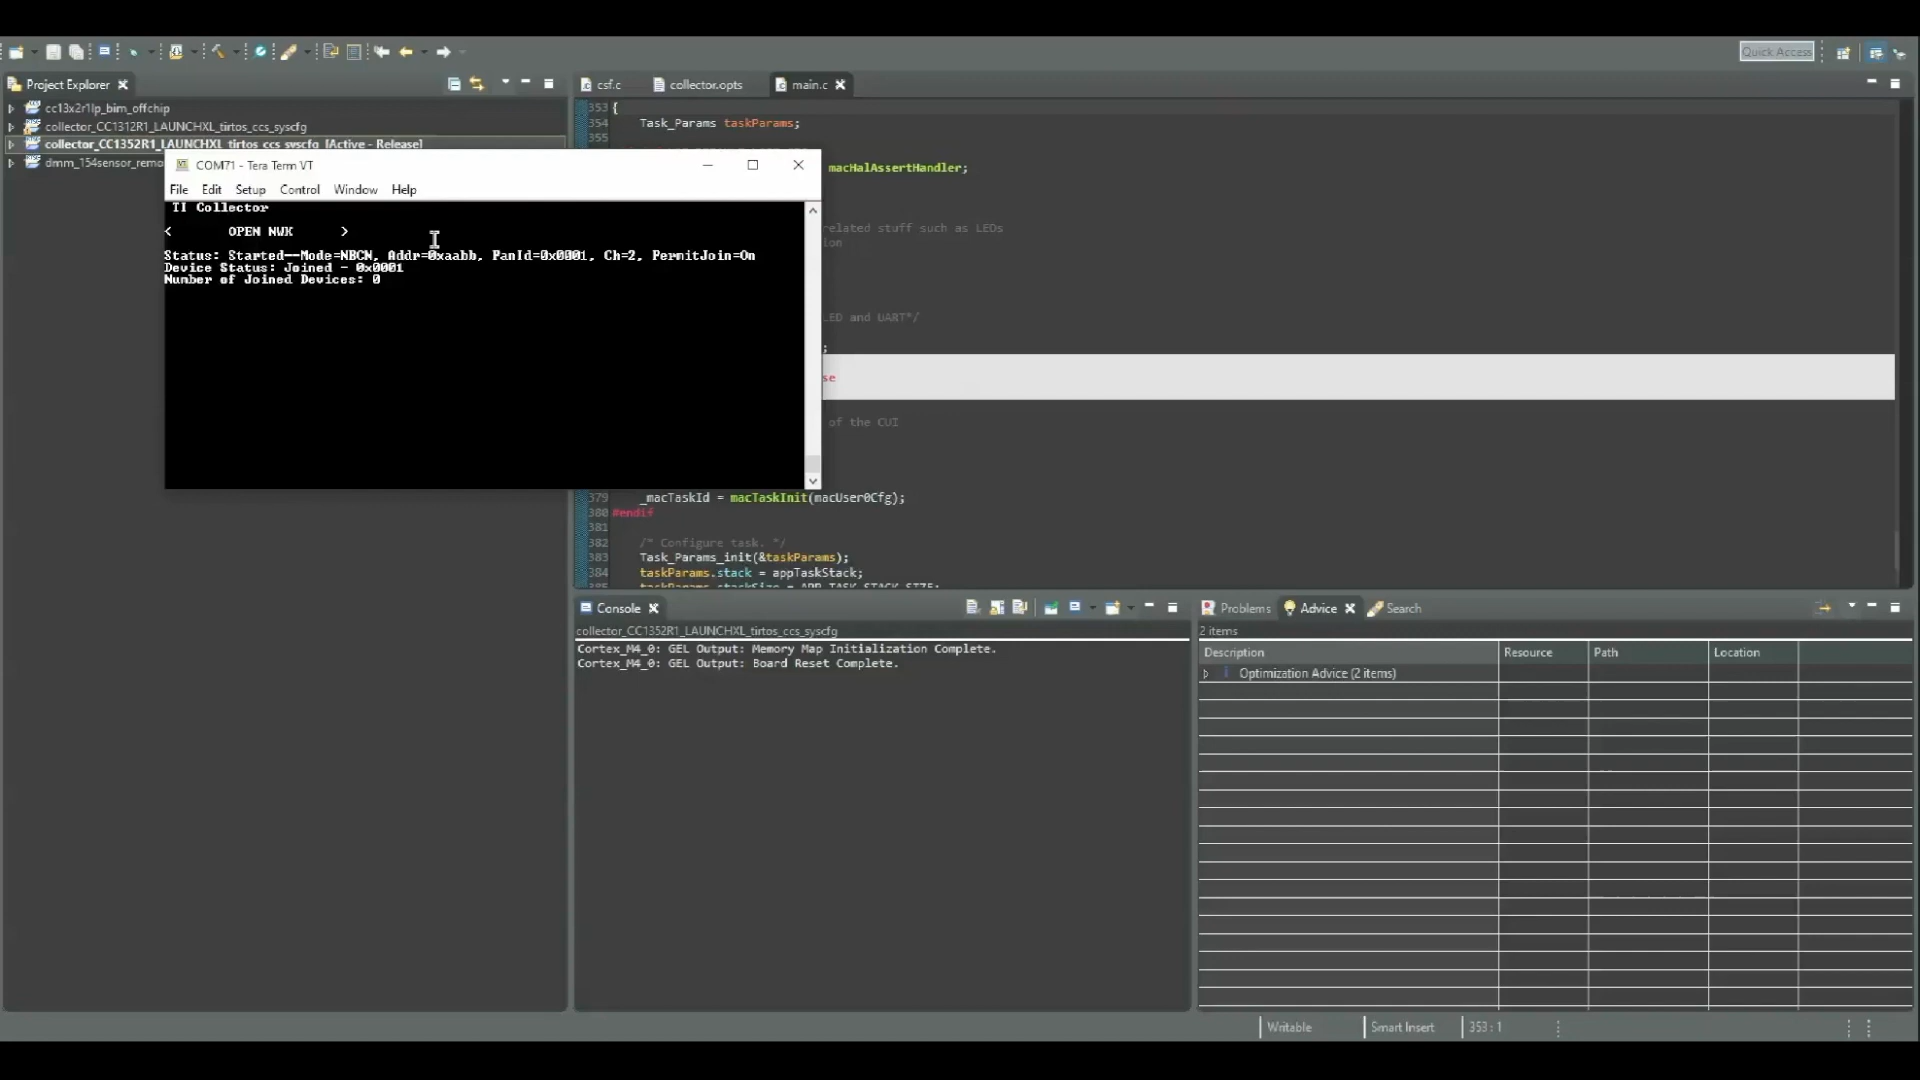 Quick Access
Project Explorer
cc13x2r1lp_bim_offchip
collector_CC1312R1_LAUNCHXL_tirtos_ccs_syscfg
collector_CC1352R1_LAUNCHXL_tirtos_ccs_syscfg [Active - Release]
dmm_154sensor_remo
COM71 - Tera Term VT
File Edit Setup Control Window Help
TI Collector
< OPEN NWK >
Status: Started--Mode=NBCN, Addr=0xaabb, PanId=0x0001, Ch=2, PermitJoin=On
Device Status: Joined - 0x0001
Number of Joined Devices: 0
csf.c collector.opts main.c
353 {
354 Task_Params taskParams;
355
macHalAssertHandler;
related stuff such as LEDs
ion
LED and UART*/
;
se
of the CUI
379 _macTaskId = macTaskInit(macUser0Cfg);
380 #endif
381
382 /* Configure task. */
383 Task_Params_init(&taskParams);
384 taskParams.stack = appTaskStack;
385 taskParams.stackSize = APP_TASK_STACK_SIZE;
Console
collector_CC1352R1_LAUNCHXL_tirtos_ccs_syscfg
Cortex_M4_0: GEL Output: Memory Map Initialization Complete.
Cortex_M4_0: GEL Output: Board Reset Complete.
Problems Advice Search
2 items
Description Resource Path Location
i Optimization Advice (2 items)
Writable Smart Insert 353 : 1